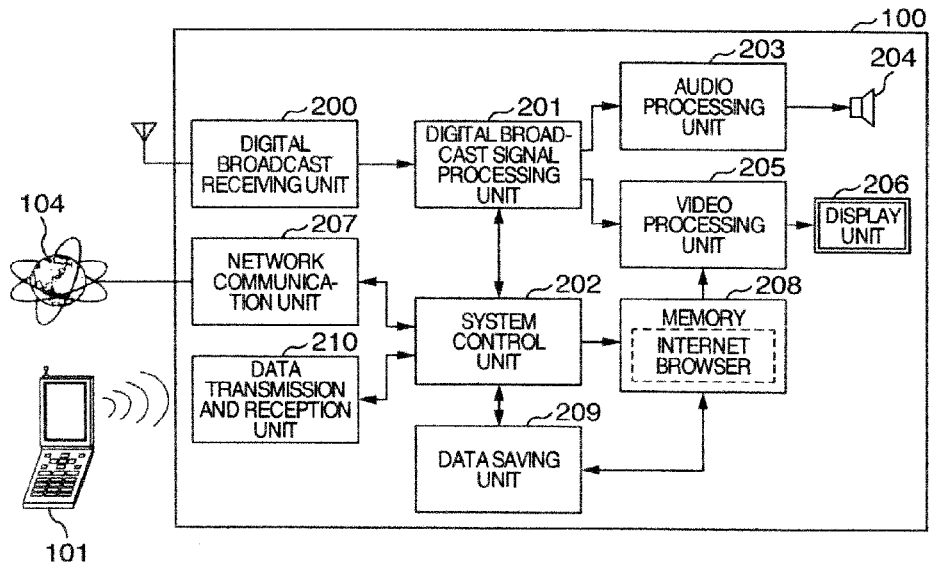 100
200
DIGITAL
BROADCAST
RECEIVING UNIT
201
DIGITAL BROAD-
CAST SIGNAL
PROCESSING
UNIT
203
AUDIO
PROCESSING
UNIT
204
205
VIDEO
PROCESSING
UNIT
206
DISPLAY
UNIT
104
207
NETWORK
COMMUNICA-
TION UNIT
202
SYSTEM
CONTROL
UNIT
208
MEMORY
INTERNET
BROWSER
210
DATA
TRANSMISSION
AND RECEPTION
UNIT
209
DATA SAVING
UNIT
101